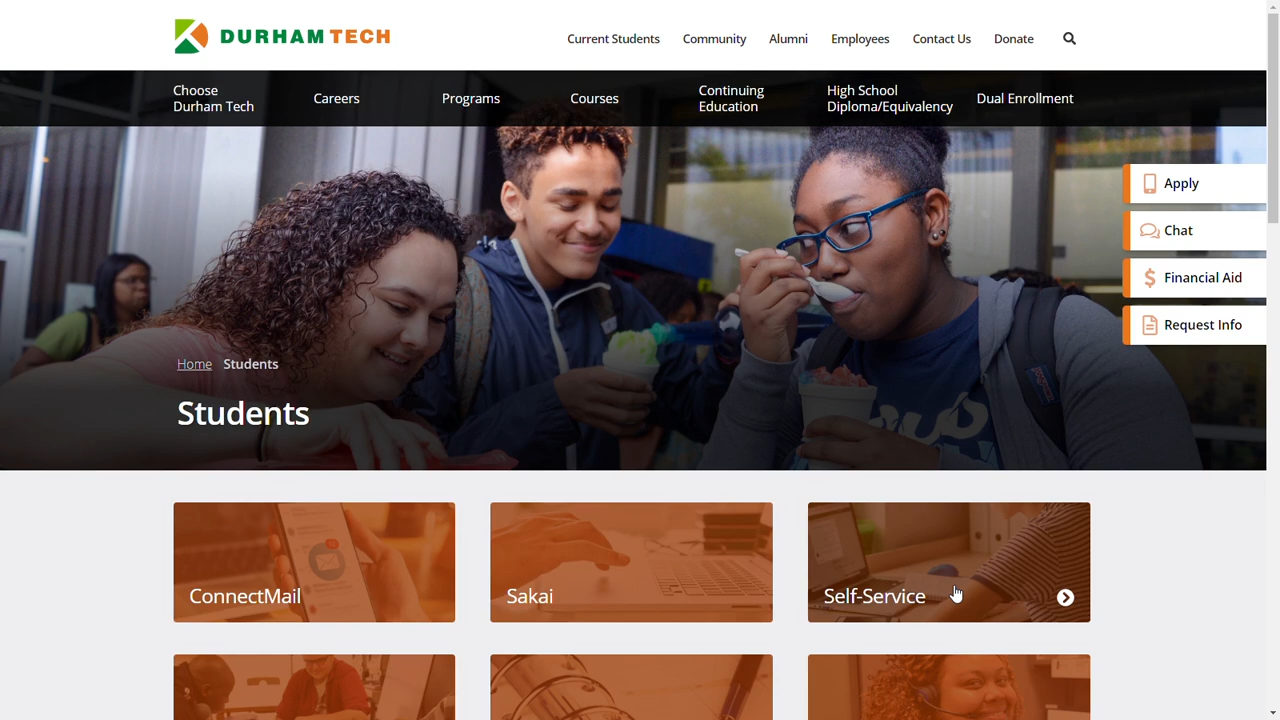 DURHAM TECH
Current Students
Community
Alumni
Employees
Contact Us
Donate
Choose
Durham Tech
Careers
Programs
Courses
Continuing
Education
High School
Diploma/Equivalency
Dual Enrollment
Apply
Chat
Financial Aid
Request Info
Home
Students
Students
ConnectMail
Sakai
Self-Service